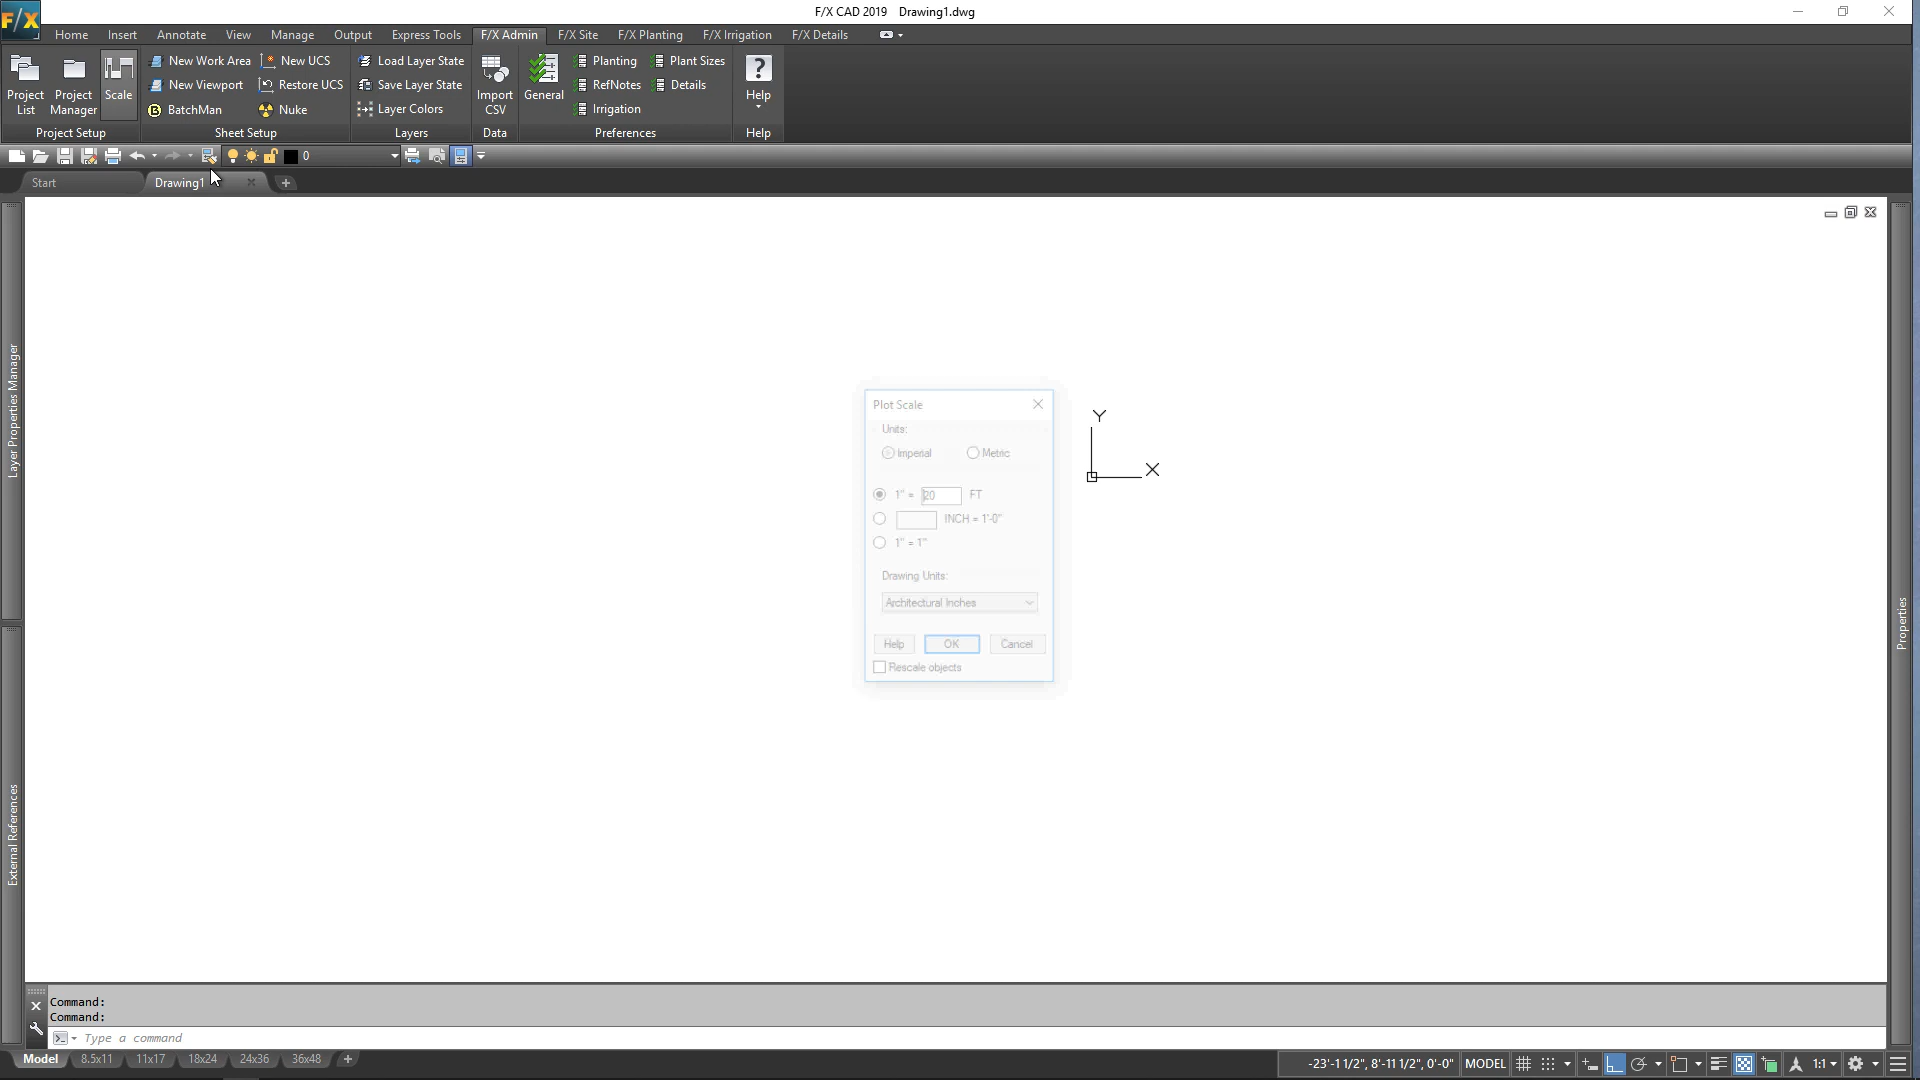 F/X
F/X CAD 2019 Drawing1.dwg
Home Insert Annotate View Manage Output Express Tools F/X Admin F/X Site F/X Planting F/X Irrigation F/X Details
Project List
Project Manager
Scale
Project Setup
New Work Area New UCS
New Viewport Restore UCS
BatchMan Nuke
Sheet Setup
Load Layer State
Save Layer State
Layer Colors
Layers
Import CSV
Data
General
Planting Plant Sizes
RefNotes Details
Irrigation
Preferences
? Help
Help
0
Start Drawing1
Layer Properties Manager
External References
Properties
Plot Scale
Units:
Imperial Metric
1" = 20 FT
INCH = 1'-0"
1" = 1"
Drawing Units:
Architectural Inches
Help OK Cancel
Rescale objects
Y
X
Command:
Command:
Type a command
Model 8.5x11 11x17 18x24 24x36 36x48 +
-23'-1 1/2", 8'-11 1/2", 0'-0" MODEL 1:1